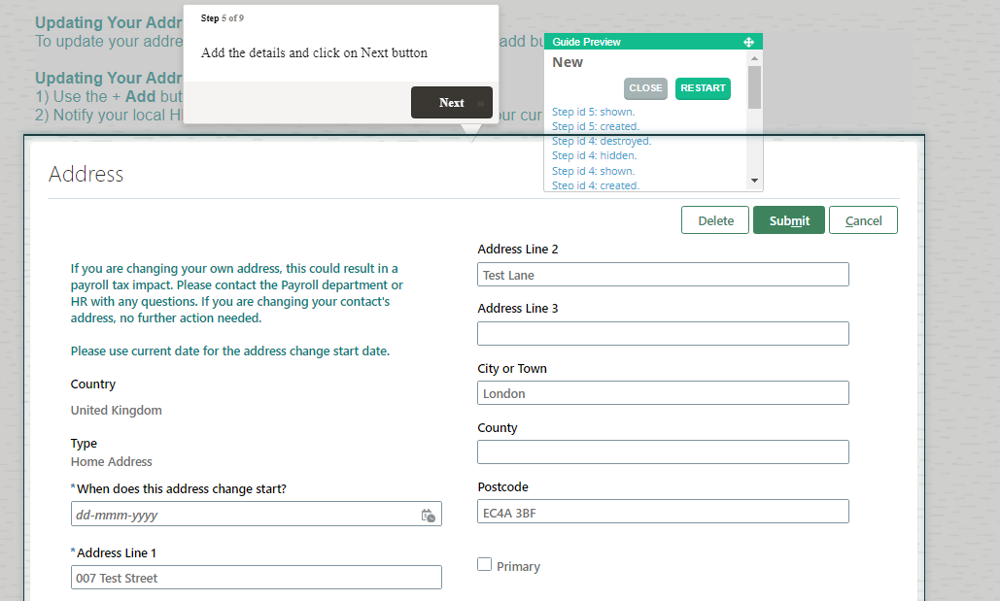 Updating Your Addr
To update your addre
add bu
Updating Your Addr
1) Use the + Add but
2) Notify your local H
our cur
Step 5 of 9
Add the details and click on Next button
Next »
Guide Preview
New
CLOSE
RESTART
Step id 5: shown.
Step id 5: created.
Step id 4: destroyed.
Step id 4: hidden.
Step id 4: shown.
Step id 4: created.
Address
Delete
Submit
Cancel
If you are changing your own address, this could result in a
payroll tax impact. Please contact the Payroll department or
HR with any questions. If you are changing your contact's
address, no further action needed.
Please use current date for the address change start date.
Country
United Kingdom
Type
Home Address
*When does this address change start?
dd-mmm-yyyy
*Address Line 1
007 Test Street
Address Line 2
Test Lane
Address Line 3
City or Town
London
County
Postcode
EC4A 3BF
Primary